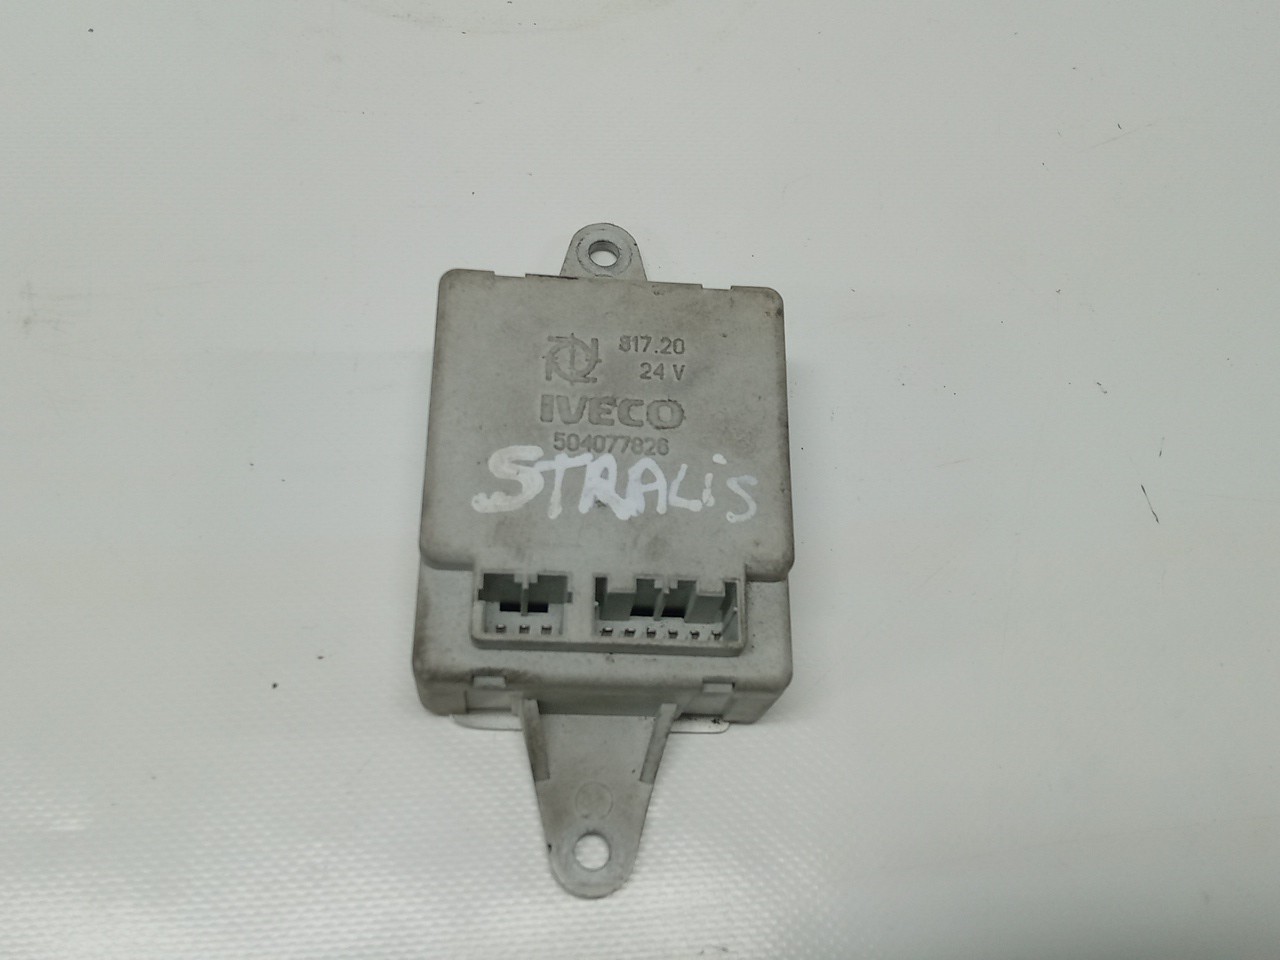 817.20
24 V
IVECO
504077826
STRALiS